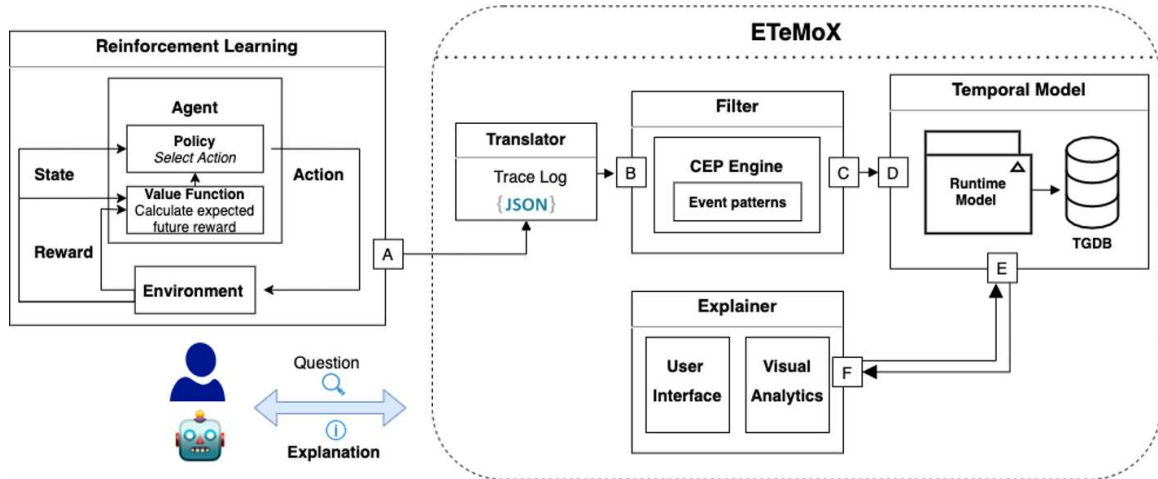 Reinforcement Learning
Agent
Policy
Select Action
State
Value Function
Calculate expected
future reward
Action
Reward
Environment
A
ETeMoX
Translator
Trace Log
{JSON}
B
Filter
CEP Engine
Event patterns
C
D
Temporal Model
Runtime
Model
TGDB
E
Explainer
User
Interface
Visual
Analytics
F
Question
i
Explanation